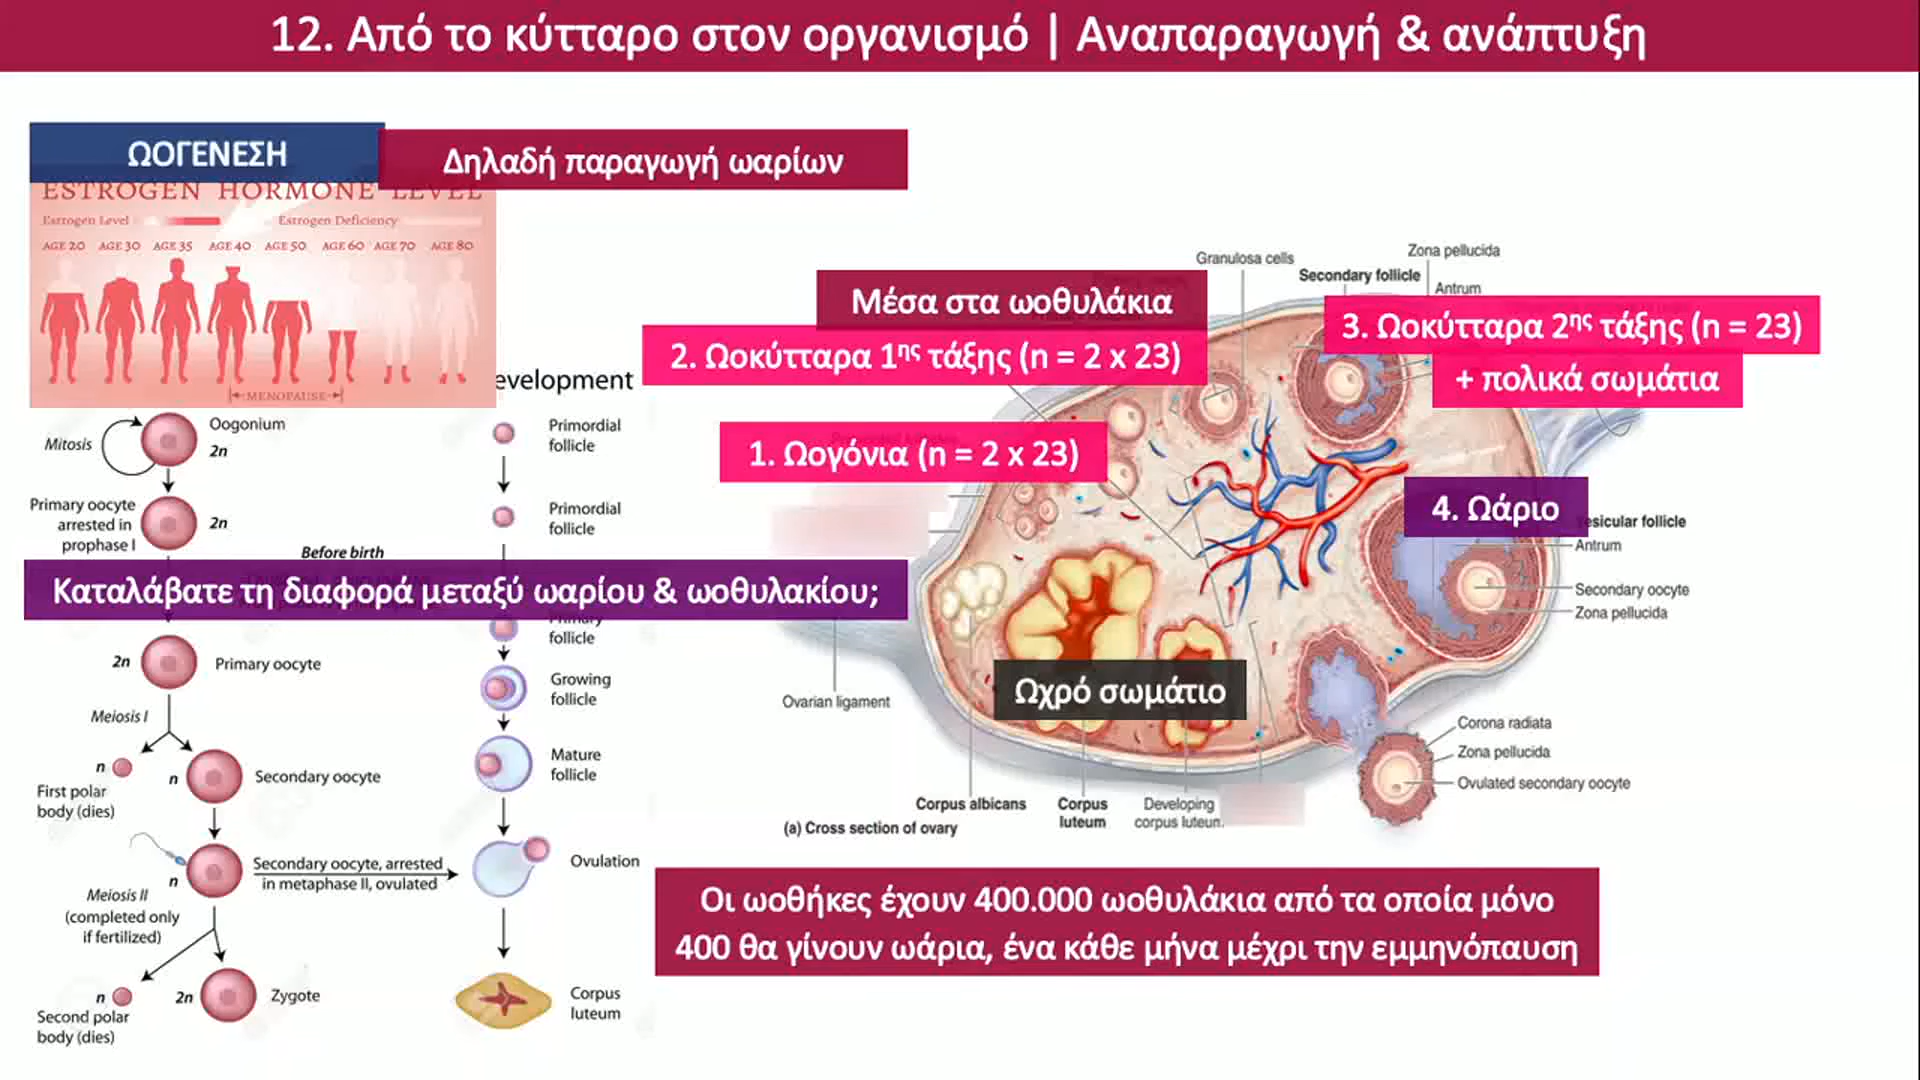 12. Από το κύτταρο στον οργανισμό | Αναπαραγωγή & ανάπτυξη
ΩΟΓΕΝΕΣΗ
Δηλαδή παραγωγή ωαρίων
ESTROGEN HORMONE LEVEL
Estrogen Level
Estrogen Deficiency
AGE 20 AGE 30 AGE 35 AGE 40 AGE 50 AGE 60 AGE 70 AGE 80
MENOPAUSE
evelopment
Mitosis
Oogonium
2n
Primary oocyte
arrested in
prophase I
2n
Before birth
Primordial
follicle
Primordial
follicle
Καταλάβατε τη διαφορά μεταξύ ωαρίου & ωοθυλακίου;
Primary
follicle
2n
Primary oocyte
Growing
follicle
Meiosis I
Mature
follicle
n
First polar
body (dies)
n
Secondary oocyte
n
Secondary oocyte, arrested
in metaphase II, ovulated
Ovulation
Meiosis II
(completed only
if fertilized)
n
Second polar
body (dies)
2n
Zygote
Corpus
luteum
Μέσα στα ωοθυλάκια
2. Ωοκύτταρα 1ης τάξης (n = 2 x 23)
1. Ωογόνια (n = 2 x 23)
Granulosa cells
Zona pellucida
Secondary follicle
Antrum
3. Ωοκύτταρα 2ης τάξης (n = 23)
+ πολικά σωμάτια
4. Ωάριο
esicular follicle
Antrum
Secondary oocyte
Zona pellucida
Ωχρό σωμάτιο
Ovarian ligament
Corona radiata
Zona pellucida
Ovulated secondary oocyte
Corpus albicans
Corpus
luteum
Developing
corpus luteum
(a) Cross section of ovary
Οι ωοθήκες έχουν 400.000 ωοθυλάκια από τα οποία μόνο
400 θα γίνουν ωάρια, ένα κάθε μήνα μέχρι την εμμηνόπαυση